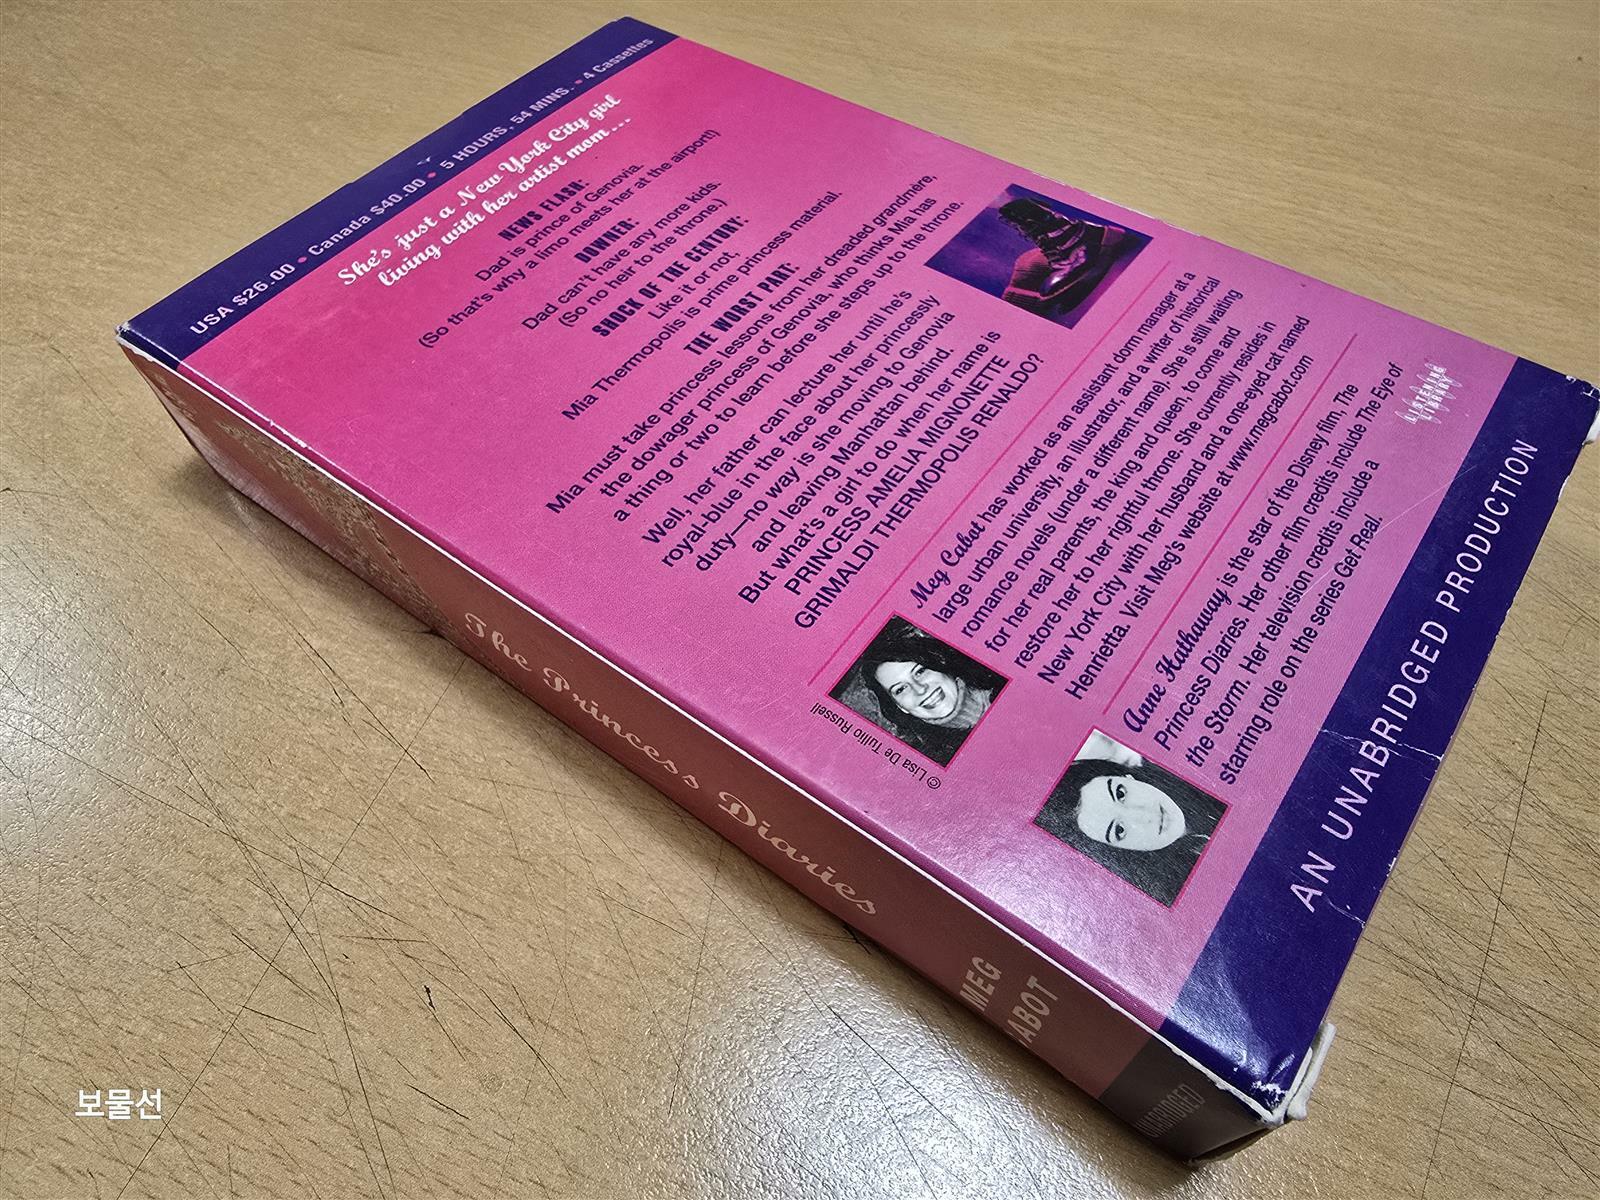 USA $26.00 • Canada $40.00 • 5 HOURS, 54 MINS. • 4 Cassettes
She's just a New York City girl
living with her artist mom...
NEWS FLASH:
Dad is prince of Genovia.
(So that's why a limo meets her at the airport!)
DOWNER:
Dad can't have any more kids.
(So no heir to the throne.)
SHOCK OF THE CENTURY:
Like it or not,
Mia Thermopolis is prime princess material.
THE WORST PART:
Mia must take princess lessons from her dreaded grandmère,
the dowager princess of Genovia, who thinks Mia has
a thing or two to learn before she steps up to the throne.
Well, her father can lecture her until he's
royal-blue in the face about her princessly
duty—no way is she moving to Genovia
and leaving Manhattan behind.
But what's a girl to do when her name is
PRINCESS AMELIA MIGNONETTE
GRIMALDI THERMOPOLIS RENALDO?
Meg Cabot has worked as an assistant dorm manager at a
large urban university, an illustrator, and a writer of historical
romance novels (under a different name). She is still waiting
for her real parents, the king and queen, to come and
restore her to her rightful throne. She currently resides in
New York City with her husband and a one-eyed cat named
Henrietta. Visit Meg's website at www.megcabot.com
© Lisa De Tullio Russell
Anne Hathaway is the star of the Disney film, The
Princess Diaries. Her other film credits include The Eye of
the Storm. Her television credits include a
starring role on the series Get Real.
LISTENING
LIBRARY
AN UNABRIDGED PRODUCTION
The Princess Diaries
MEG
CABOT
UNABRIDGED
보물선